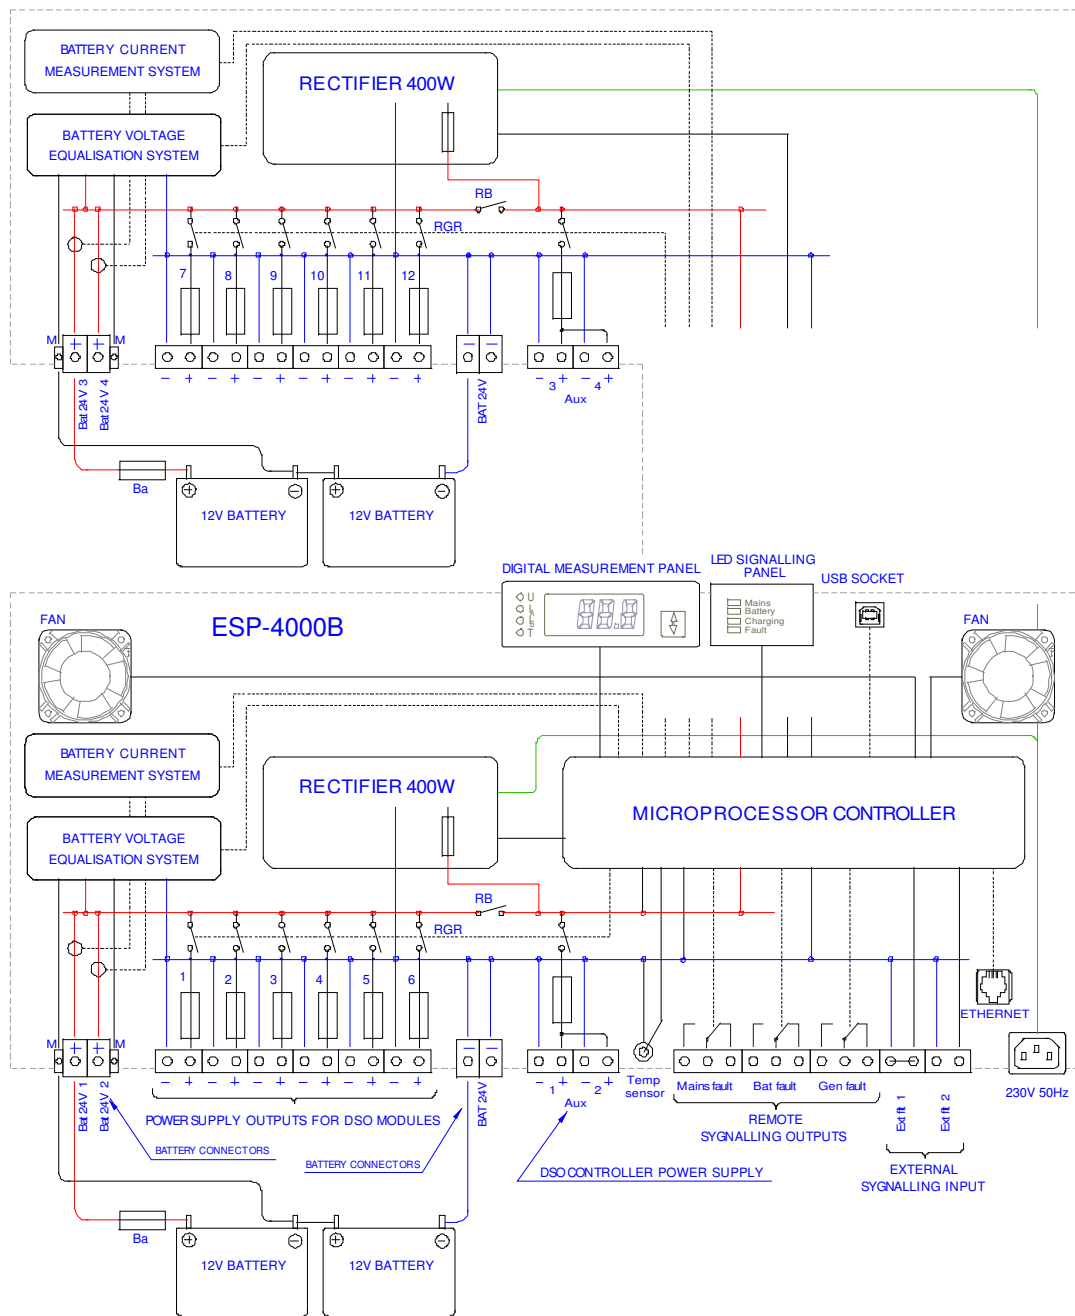 BATTERY CURRENT
MEASUREMENT SYSTEM
RECTIFIER 400W
BATTERY VOLTAGE
EQUALISATION SYSTEM
RB
RGR
7 8 9 10 11 12
M + + M
− + − + − + − + − + − +
− −
− 3 + − 4 +
Aux
Bat 24V 3
Bat 24V 4
BAT 24V
Ba
+ − + −
12V BATTERY 12V BATTERY
DIGITAL MEASUREMENT PANEL
LED SIGNALLING
PANEL
USB SOCKET
U
I
I
T
88.8
Mains
Battery
Charging
Fault
FAN
ESP-4000B
FAN
BATTERY CURRENT
MEASUREMENT SYSTEM
RECTIFIER 400W
MICROPROCESSOR CONTROLLER
BATTERY VOLTAGE
EQUALISATION SYSTEM
RB
RGR
1 2 3 4 5 6
ETHERNET
M + + M
− + − + − + − + − + − +
− −
− 1 + − 2 +
Aux
Temp
sensor
Mains fault
Bat fault
Gen fault
230V 50Hz
Bat 24V 1
Bat 24V 2
BAT 24V
Ext flt 1
Ext flt 2
POWER SUPPLY OUTPUTS FOR DSO MODULES
REMOTE
SYGNALLING OUTPUTS
BATTERY CONNECTORS
BATTERY CONNECTORS
DSO CONTROLLER POWER SUPPLY
EXTERNAL
SYGNALLING INPUT
Ba
+ − + −
12V BATTERY 12V BATTERY